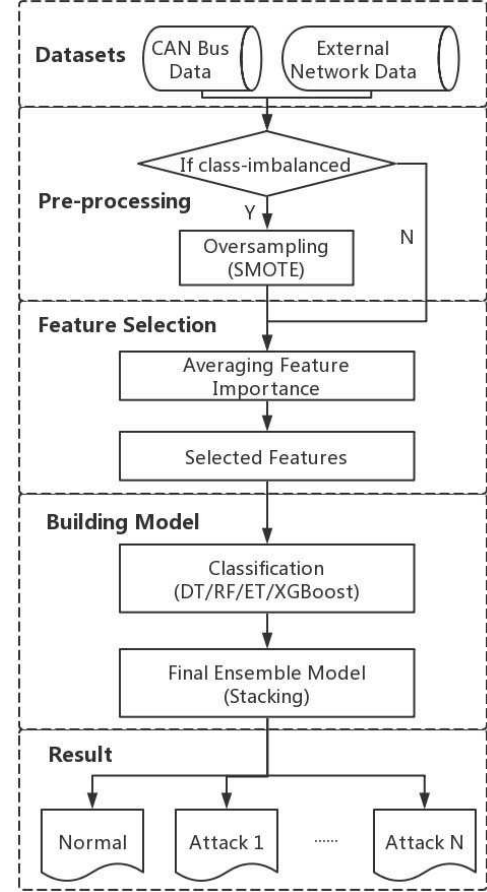 Datasets
CAN Bus
Data
External
Network Data
If class-imbalanced
Pre-processing
Y
N
Oversampling
(SMOTE)
Feature Selection
Averaging Feature
Importance
Selected Features
Building Model
Classification
(DT/RF/ET/XGBoost)
Final Ensemble Model
(Stacking)
Result
Normal
Attack 1
......
Attack N